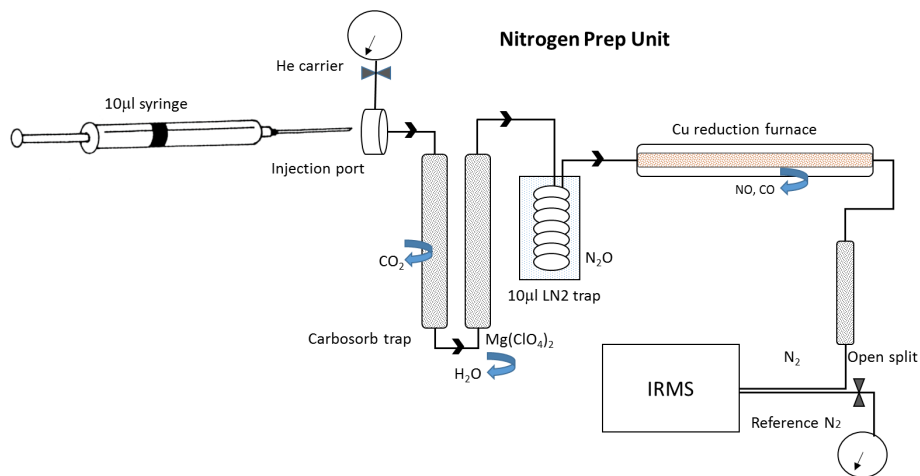 Nitrogen Prep Unit
He carrier
10µl syringe
Injection port
Cu reduction furnace
NO, CO
CO₂
N₂O
10µl LN2 trap
Carbosorb trap
Mg(ClO₄)₂
H₂O
N₂
Open split
IRMS
Reference N₂